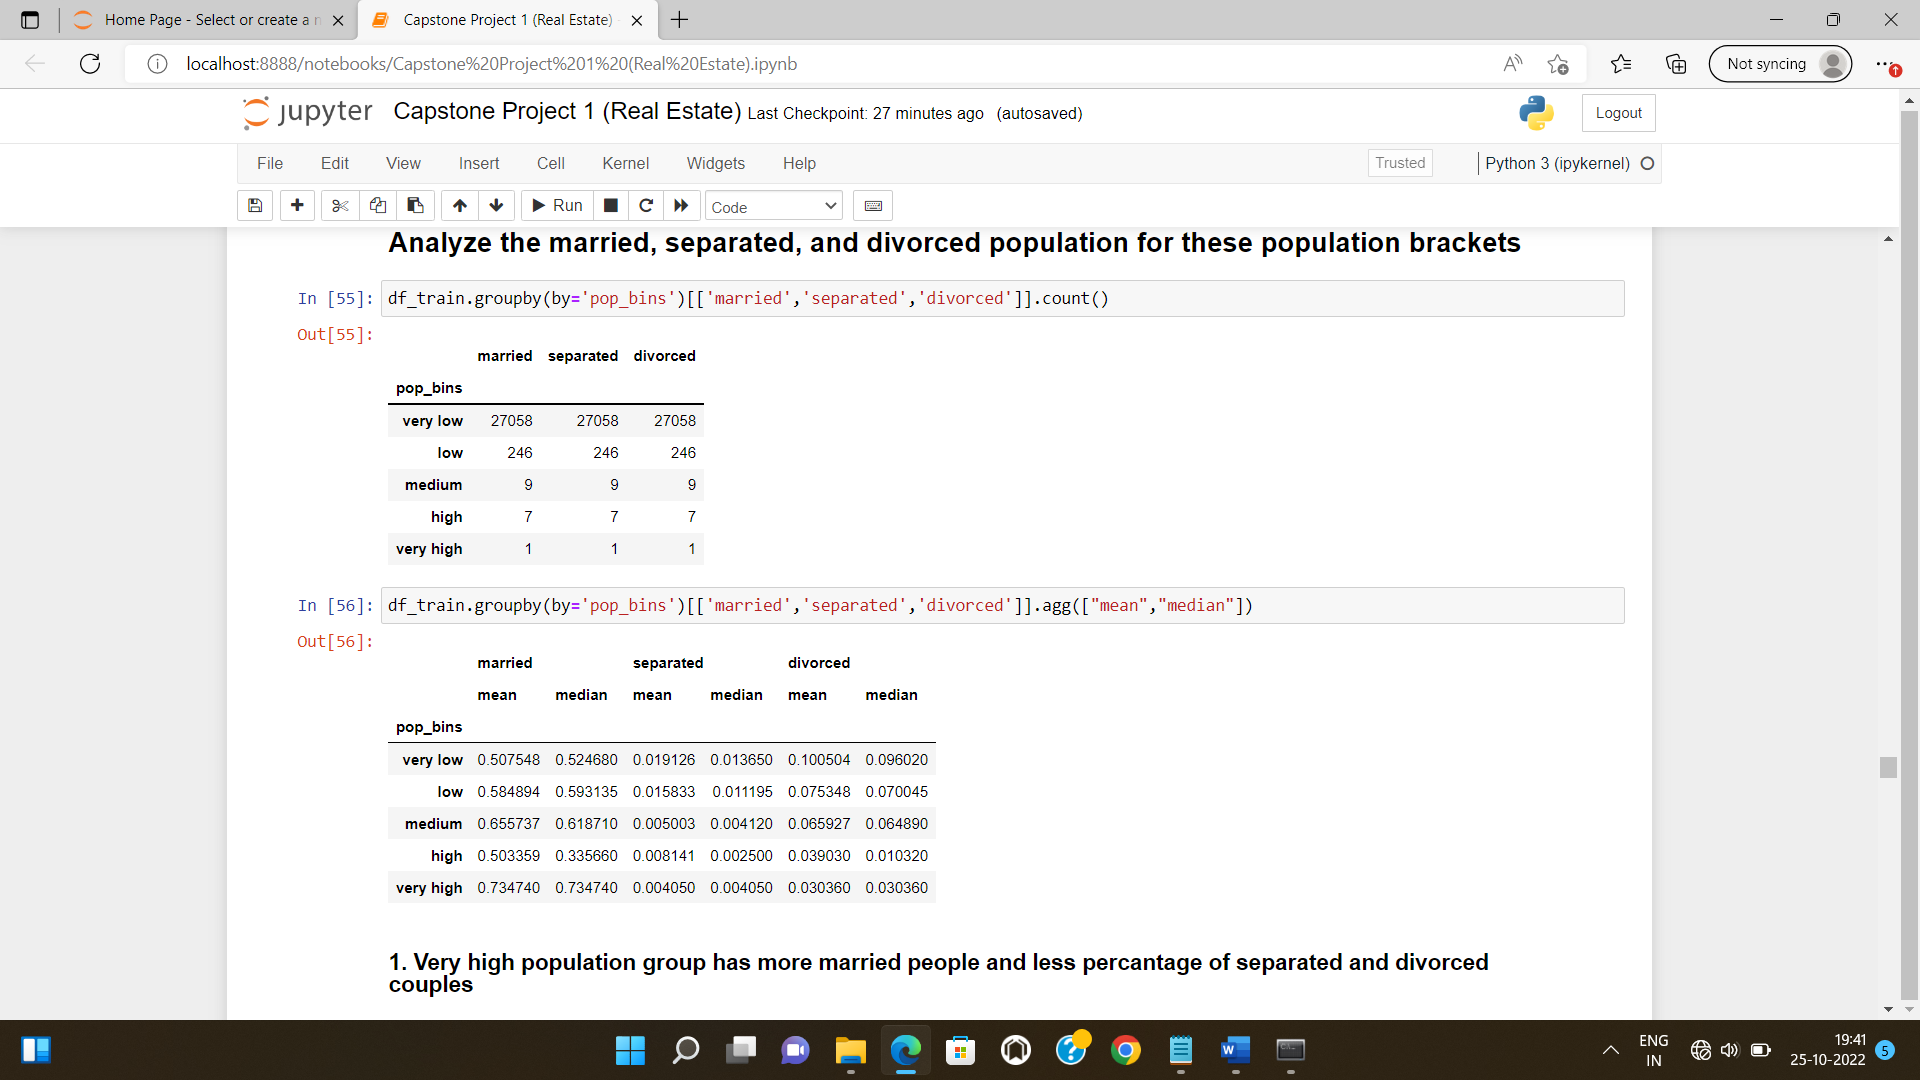 Home Page - Select or create a n
Capstone Project 1 (Real Estate)
localhost:8888/notebooks/Capstone%20Project%201%20(Real%20Estate).ipynb
Not syncing
jupyter Capstone Project 1 (Real Estate) Last Checkpoint: 27 minutes ago (autosaved)
Logout
File Edit View Insert Cell Kernel Widgets Help
Trusted
Python 3 (ipykernel)
Run
Code
Analyze the married, separated, and divorced population for these population brackets
In [55]: df_train.groupby(by='pop_bins')[['married','separated','divorced']].count()
Out[55]:
married separated divorced
pop_bins
very low 27058 27058 27058
low 246 246 246
medium 9 9 9
high 7 7 7
very high 1 1 1
In [56]: df_train.groupby(by='pop_bins')[['married','separated','divorced']].agg(["mean","median"])
Out[56]:
married separated divorced
mean median mean median mean median
pop_bins
very low 0.507548 0.524680 0.019126 0.013650 0.100504 0.096020
low 0.584894 0.593135 0.015833 0.011195 0.075348 0.070045
medium 0.655737 0.618710 0.005003 0.004120 0.065927 0.064890
high 0.503359 0.335660 0.008141 0.002500 0.039030 0.010320
very high 0.734740 0.734740 0.004050 0.004050 0.030360 0.030360
1. Very high population group has more married people and less percantage of separated and divorced
couples
ENG
IN
19:41
25-10-2022
5